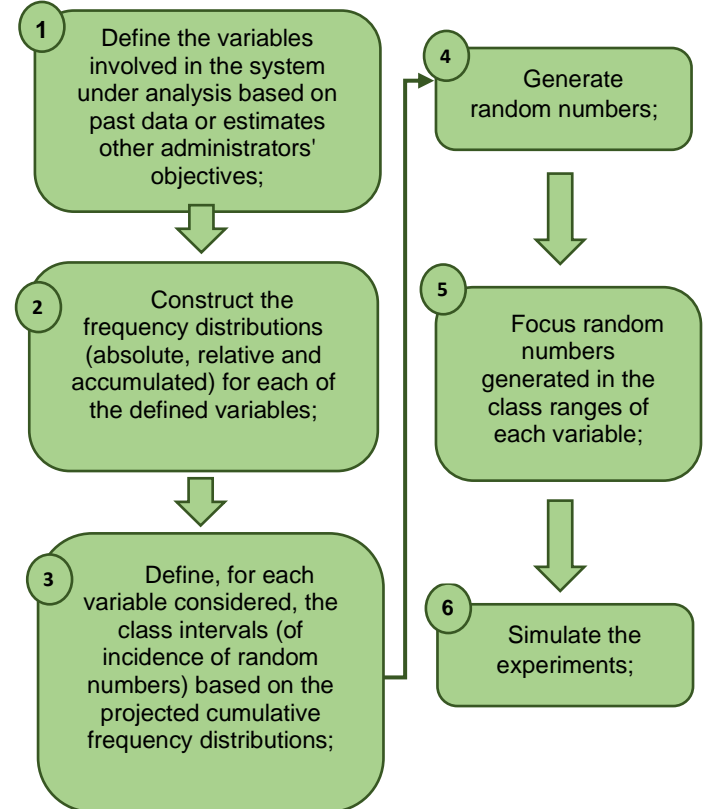 1
Define the variables
involved in the system
under analysis based on
past data or estimates
other administrators'
objectives;
2
Construct the
frequency distributions
(absolute, relative and
accumulated) for each of
the defined variables;
3
Define, for each
variable considered, the
class intervals (of
incidence of random
numbers) based on the
projected cumulative
frequency distributions;
4
Generate
random numbers;
5
Focus random
numbers
generated in the
class ranges of
each variable;
6
Simulate the
experiments;